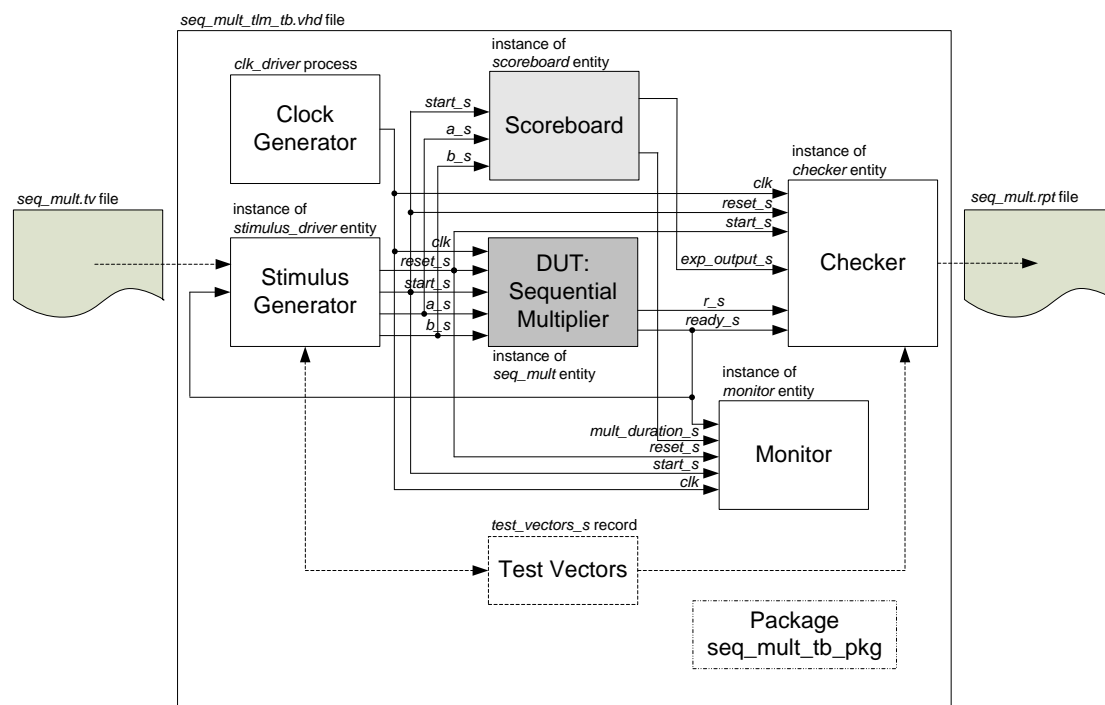 seq_mult_tlm_tb.vhd file
clk_driver process
Clock
Generator
instance of
scoreboard entity
Scoreboard
start_s
a_s
b_s
instance of
checker entity
clk
reset_s
start_s
exp_output_s
r_s
ready_s
Checker
seq_mult.tv file
seq_mult.rpt file
instance of
stimulus_driver entity
Stimulus
Generator
clk
reset_s
start_s
a_s
b_s
DUT:
Sequential
Multiplier
instance of
seq_mult entity
instance of
monitor entity
mult_duration_s
reset_s
start_s
clk
Monitor
test_vectors_s record
Test Vectors
Package
seq_mult_tb_pkg